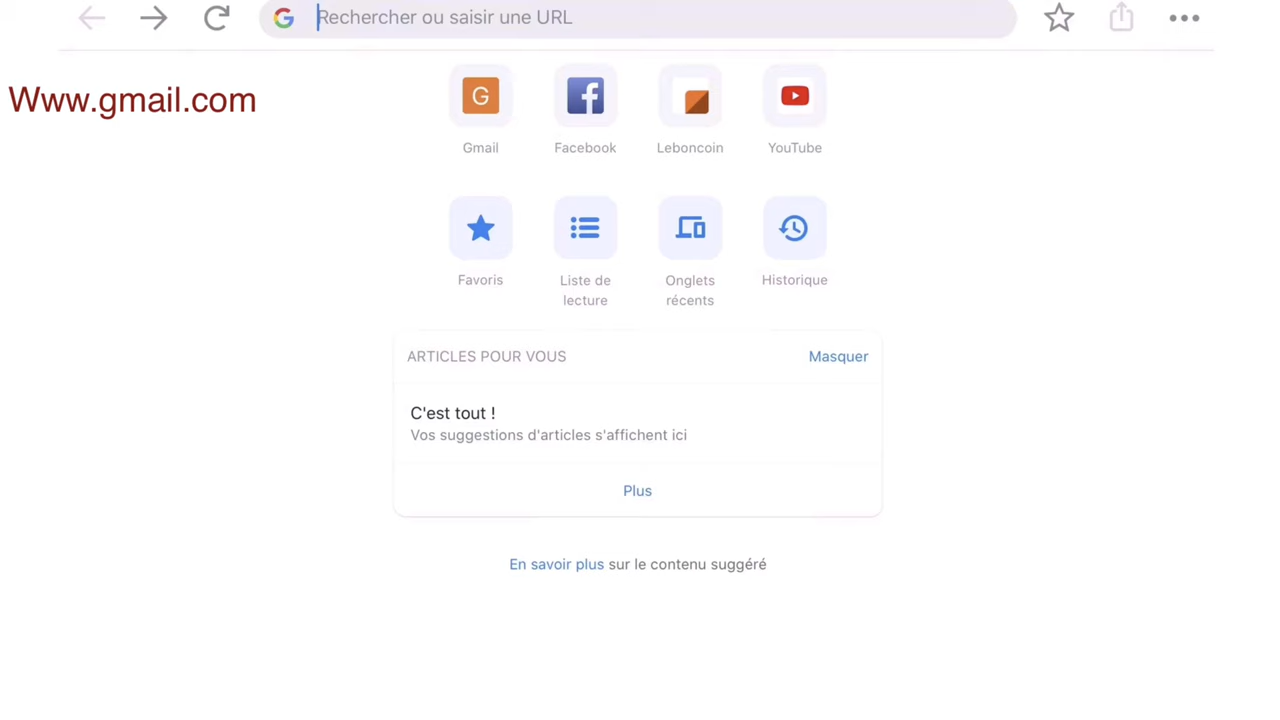 Rechercher ou saisir une URL
Www.gmail.com
G
Gmail
Facebook
Leboncoin
YouTube
Favoris
Liste de
lecture
Onglets
récents
Historique
ARTICLES POUR VOUS
Masquer
C'est tout !
Vos suggestions d'articles s'affichent ici
Plus
En savoir plus sur le contenu suggéré